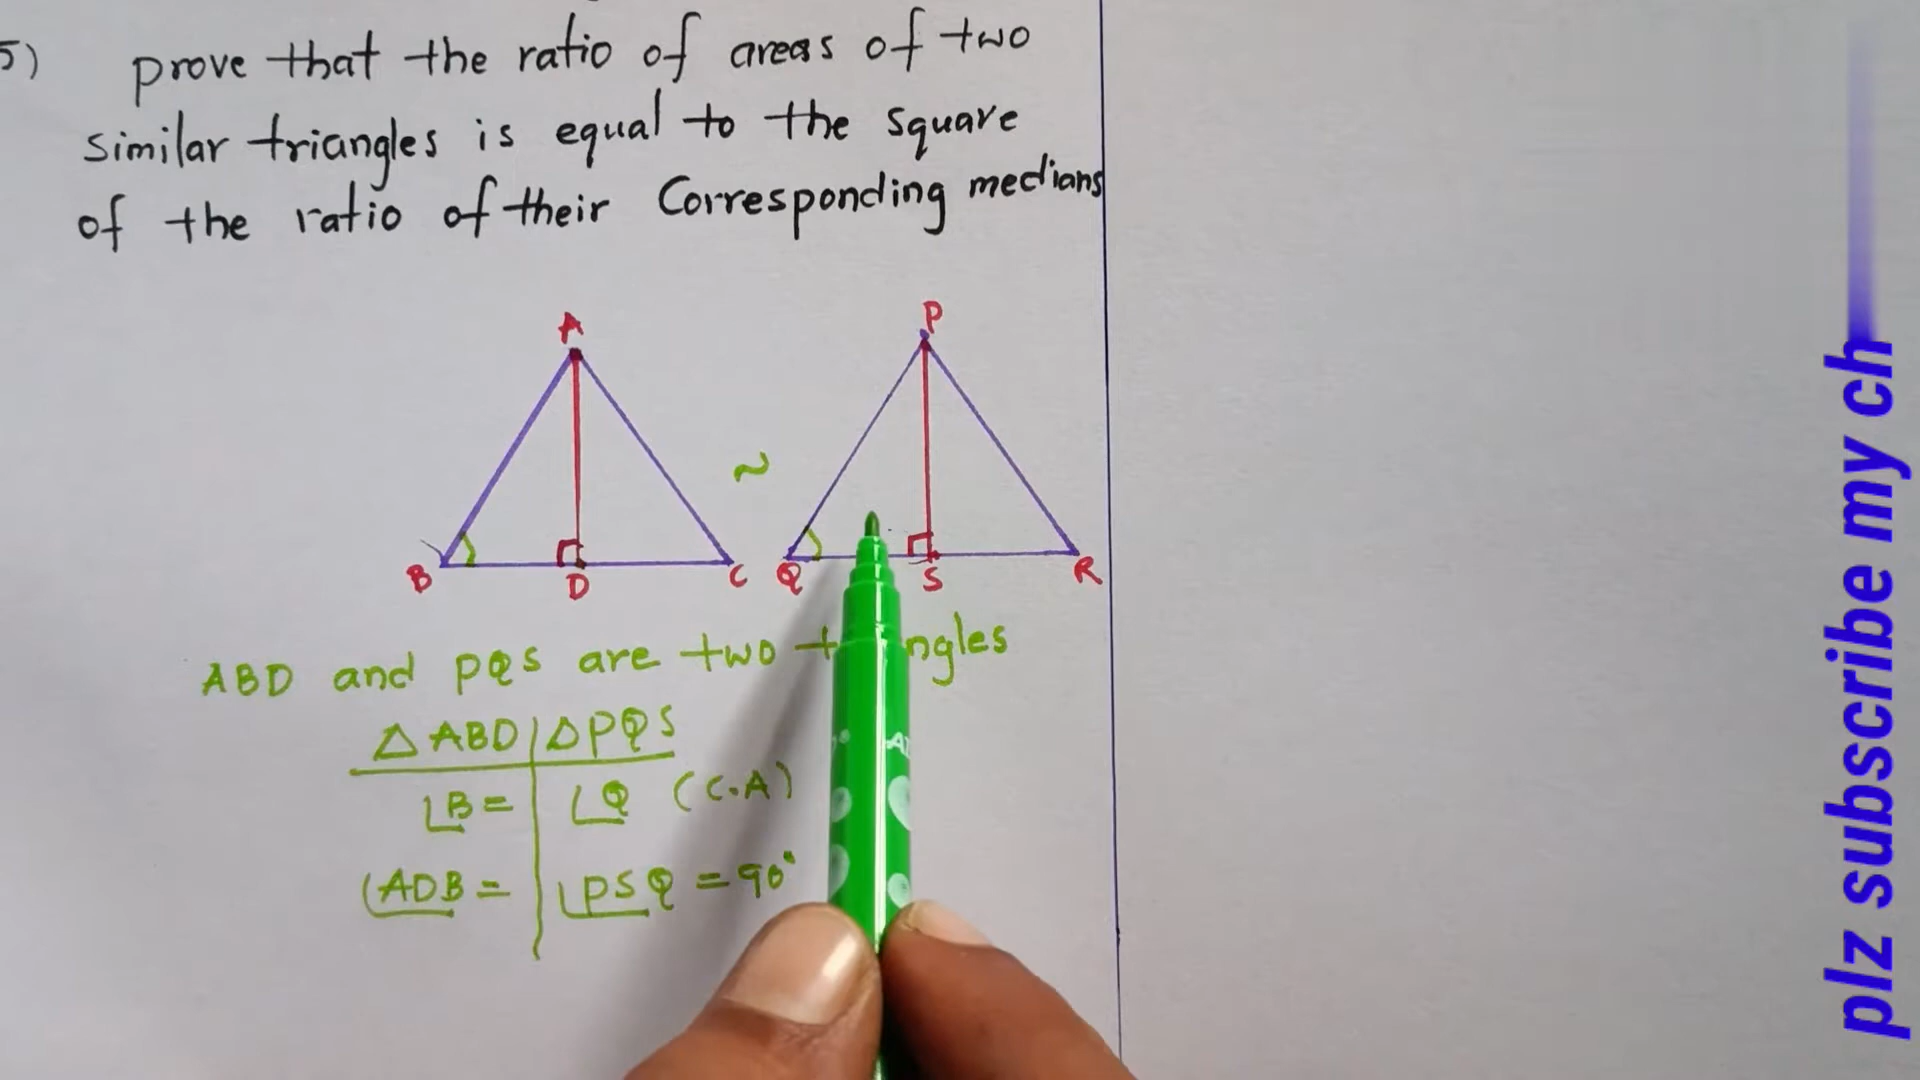 5) prove that the ratio of areas of two
similar triangles is equal to the square
of the ratio of their Corresponding medians
A
P
~
B
D
C
Q
S
R
ABD and PQS are two
△ ABD | △PQS
∟B = | ∟Q (C.A)
∟ADB = | ∟PSQ = 90°
plz subscribe my ch